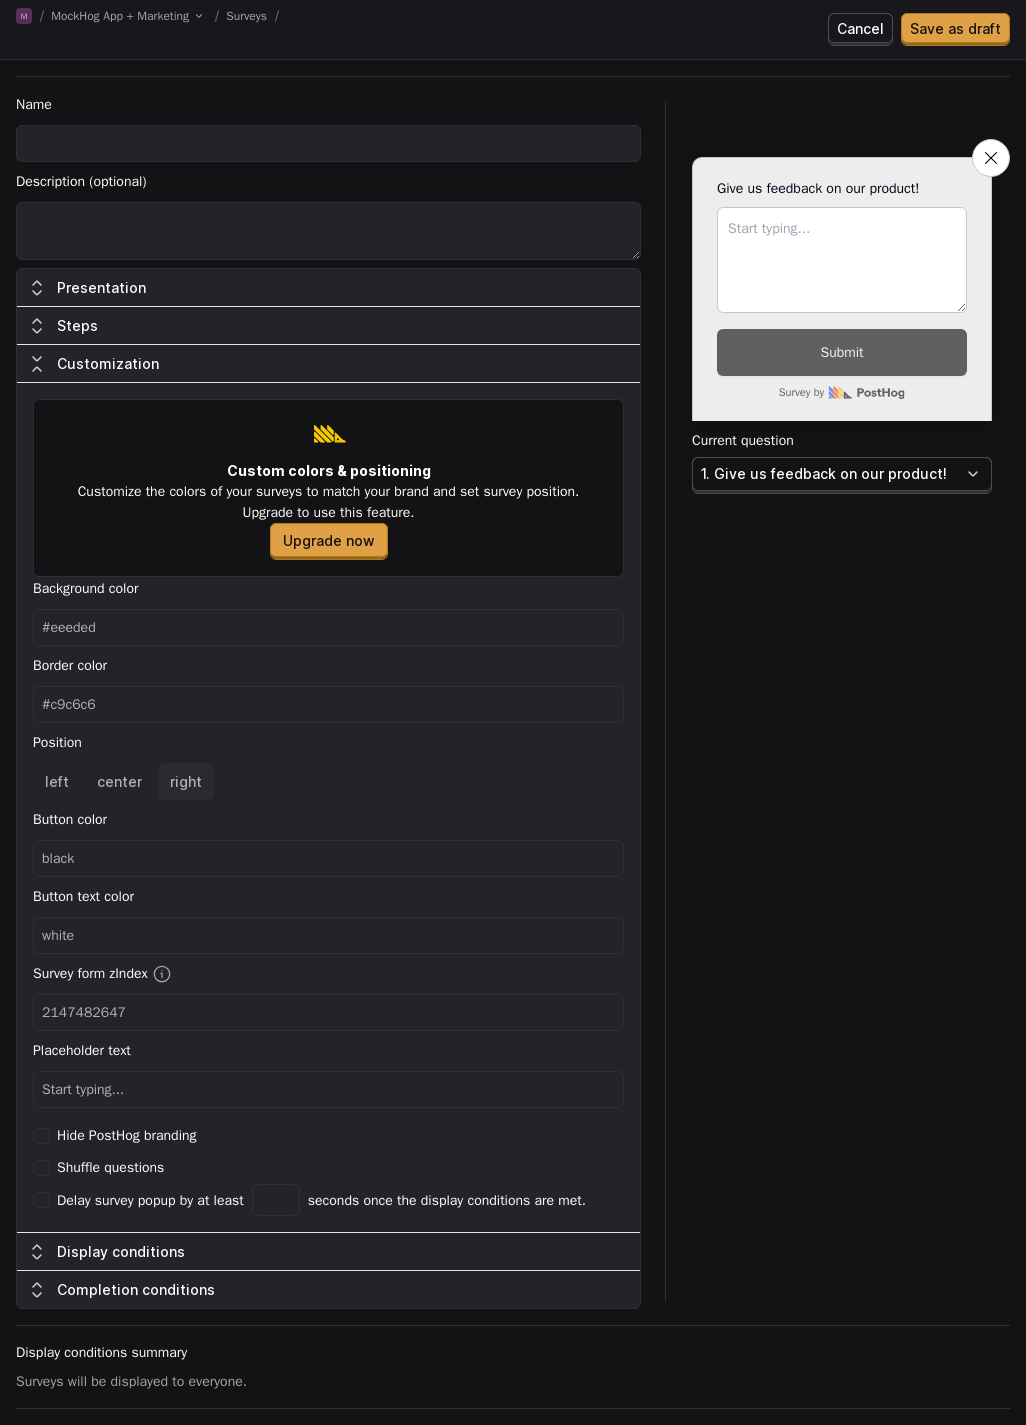 M / MockHog App + Marketing / Surveys /
Cancel
Save as draft
Name
Description (optional)
Presentation
Steps
Customization
Custom colors & positioning
Customize the colors of your surveys to match your brand and set survey position.
Upgrade to use this feature.
Upgrade now
Background color
#eeeded
Border color
#c9c6c6
Position
left center right
Button color
black
Button text color
white
Survey form zIndex
2147482647
Placeholder text
Start typing...
Hide PostHog branding
Shuffle questions
Delay survey popup by at least seconds once the display conditions are met.
Display conditions
Completion conditions
Give us feedback on our product!
Start typing...
Submit
Survey by PostHog
Current question
1. Give us feedback on our product!
Display conditions summary
Surveys will be displayed to everyone.